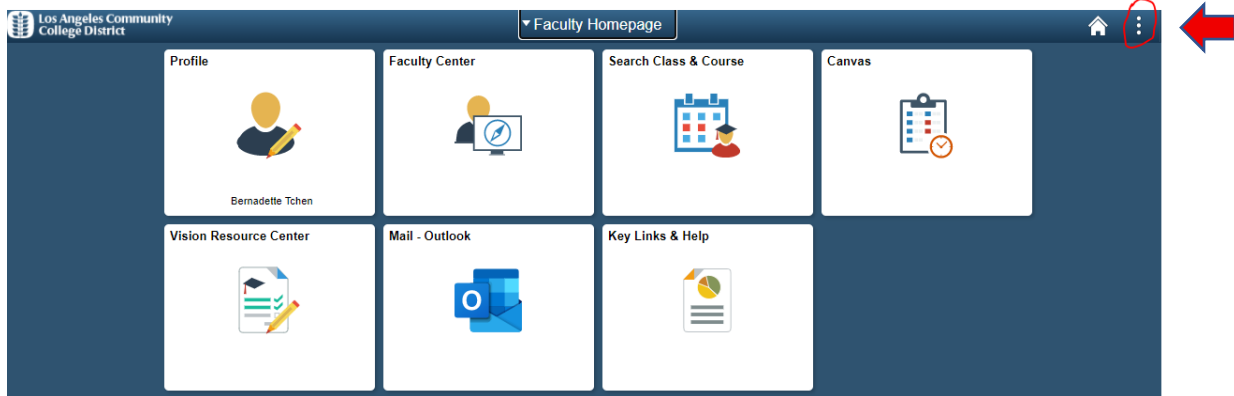 Los Angeles Community
College District
Faculty Homepage
Profile
Faculty Center
Search Class & Course
Canvas
Bernadette Tchen
Vision Resource Center
Mail - Outlook
Key Links & Help
O